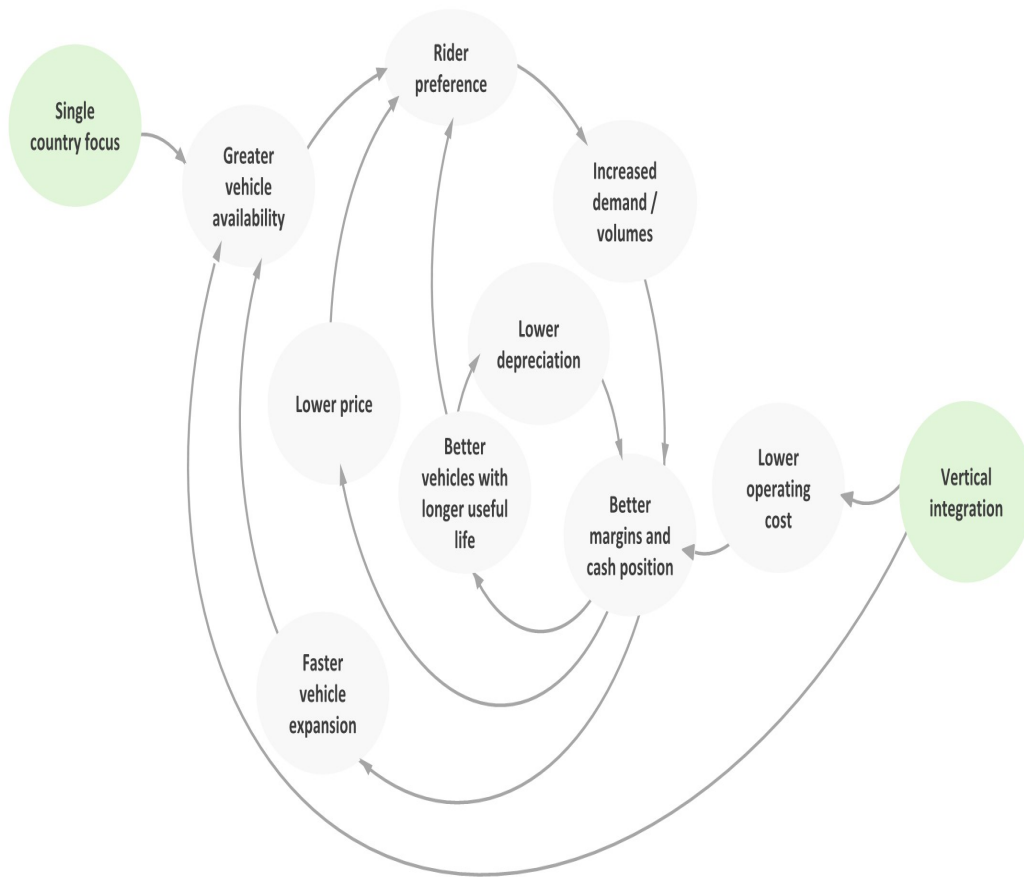 Rider
preference
Single
country focus
Greater
vehicle
availability
Increased
demand /
volumes
Lower
depreciation
Lower price
Better
vehicles with
longer useful
life
Better
margins and
cash position
Lower
operating
cost
Vertical
integration
Faster
vehicle
expansion